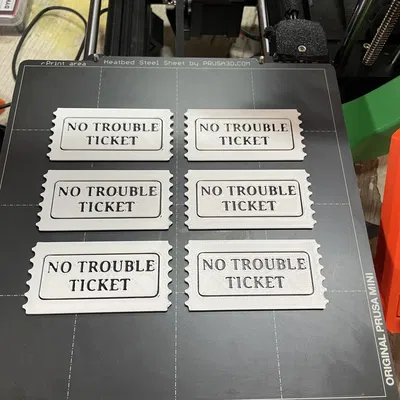 Print area
Heatbed Steel Sheet by PRUSA3D.COM
NO TROUBLE
TICKET
NO TROUBLE
TICKET
NO TROUBLE
TICKET
NO TROUBLE
TICKET
NO TROUBLE
TICKET
NO TROUBLE
TICKET
ORIGINAL PRUSA MINI